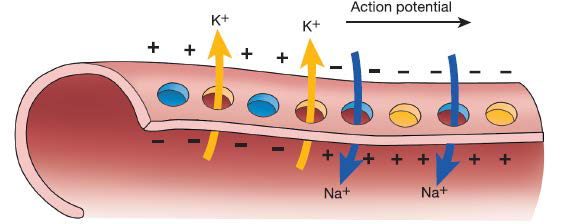 Action potential
K+
K+
+ + + + − − − − − −
− − − − + + + + + +
Na+
Na+